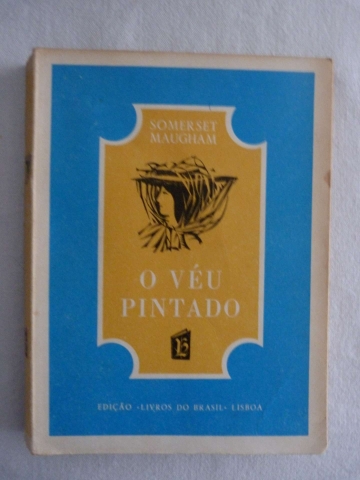 SOMERSET
MAUGHAM
O VÉU
PINTADO
EDIÇÃO «LIVROS DO BRASIL» LISBOA